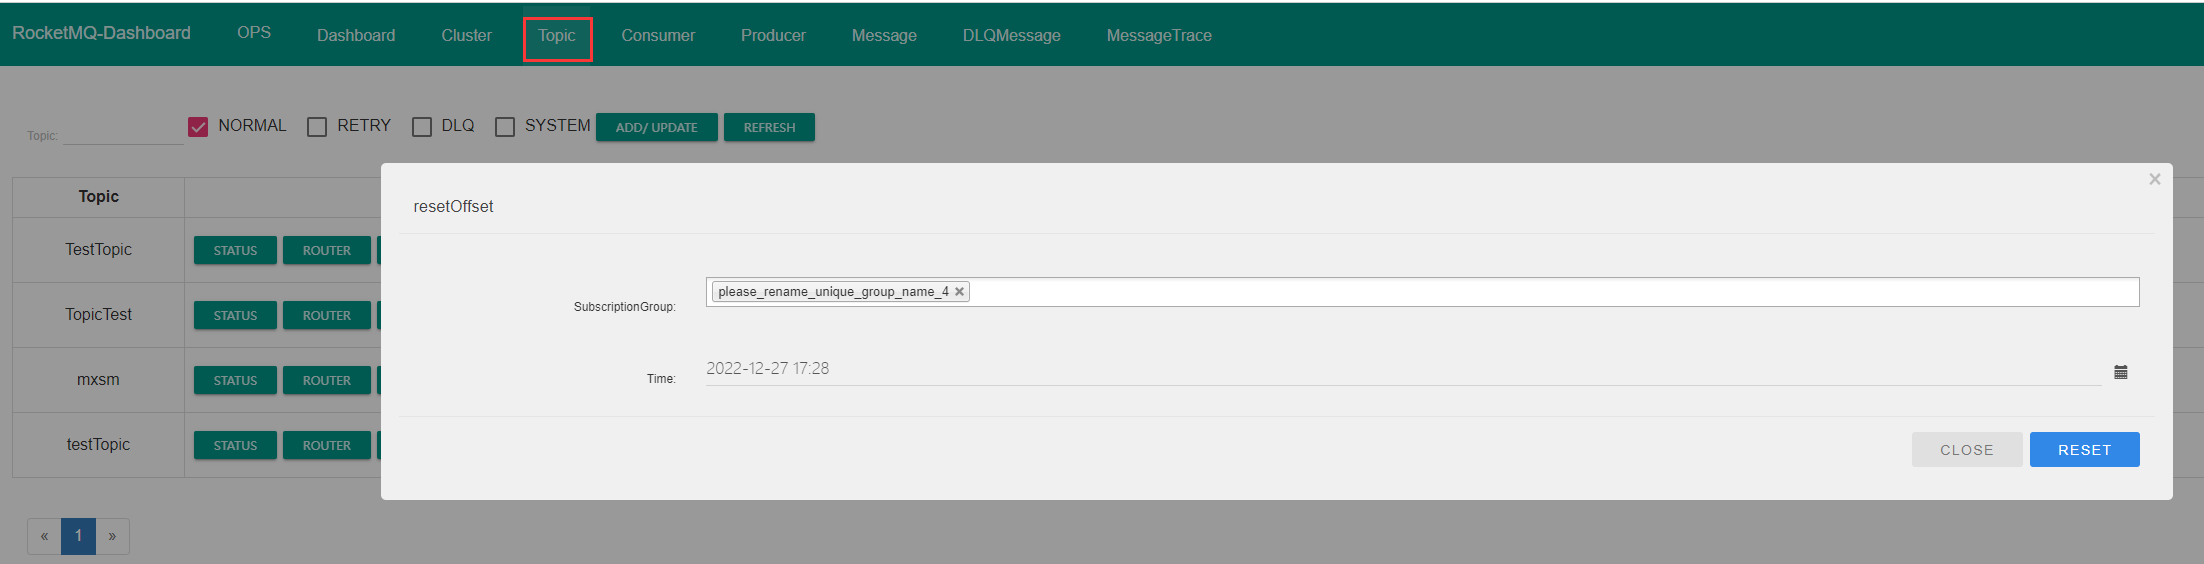 RocketMQ-Dashboard OPS Dashboard Cluster Topic Consumer Producer Message DLQMessage MessageTrace
Topic: NORMAL RETRY DLQ SYSTEM ADD/ UPDATE REFRESH
Topic
TestTopic STATUS ROUTER
TopicTest STATUS ROUTER
mxsm STATUS ROUTER
testTopic STATUS ROUTER
« 1 »
×
resetOffset
SubscriptionGroup: please_rename_unique_group_name_4 ×
Time: 2022-12-27 17:28
CLOSE RESET